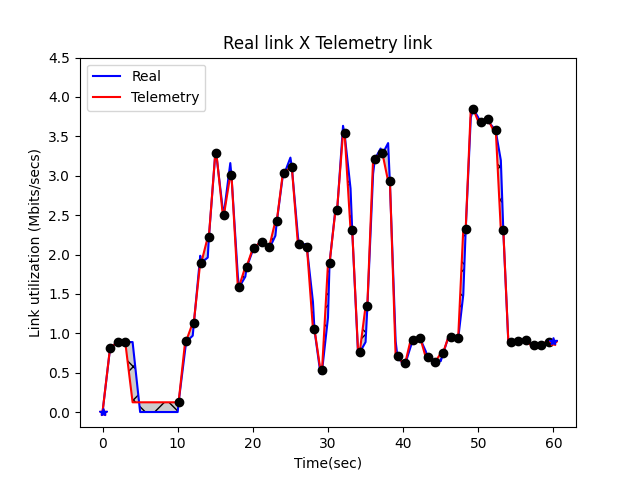 Real link X Telemetry link
Real
Telemetry
Link utilization (Mbits/secs)
4.5
4.0
3.5
3.0
2.5
2.0
1.5
1.0
0.5
0.0
0 10 20 30 40 50 60
Time(sec)